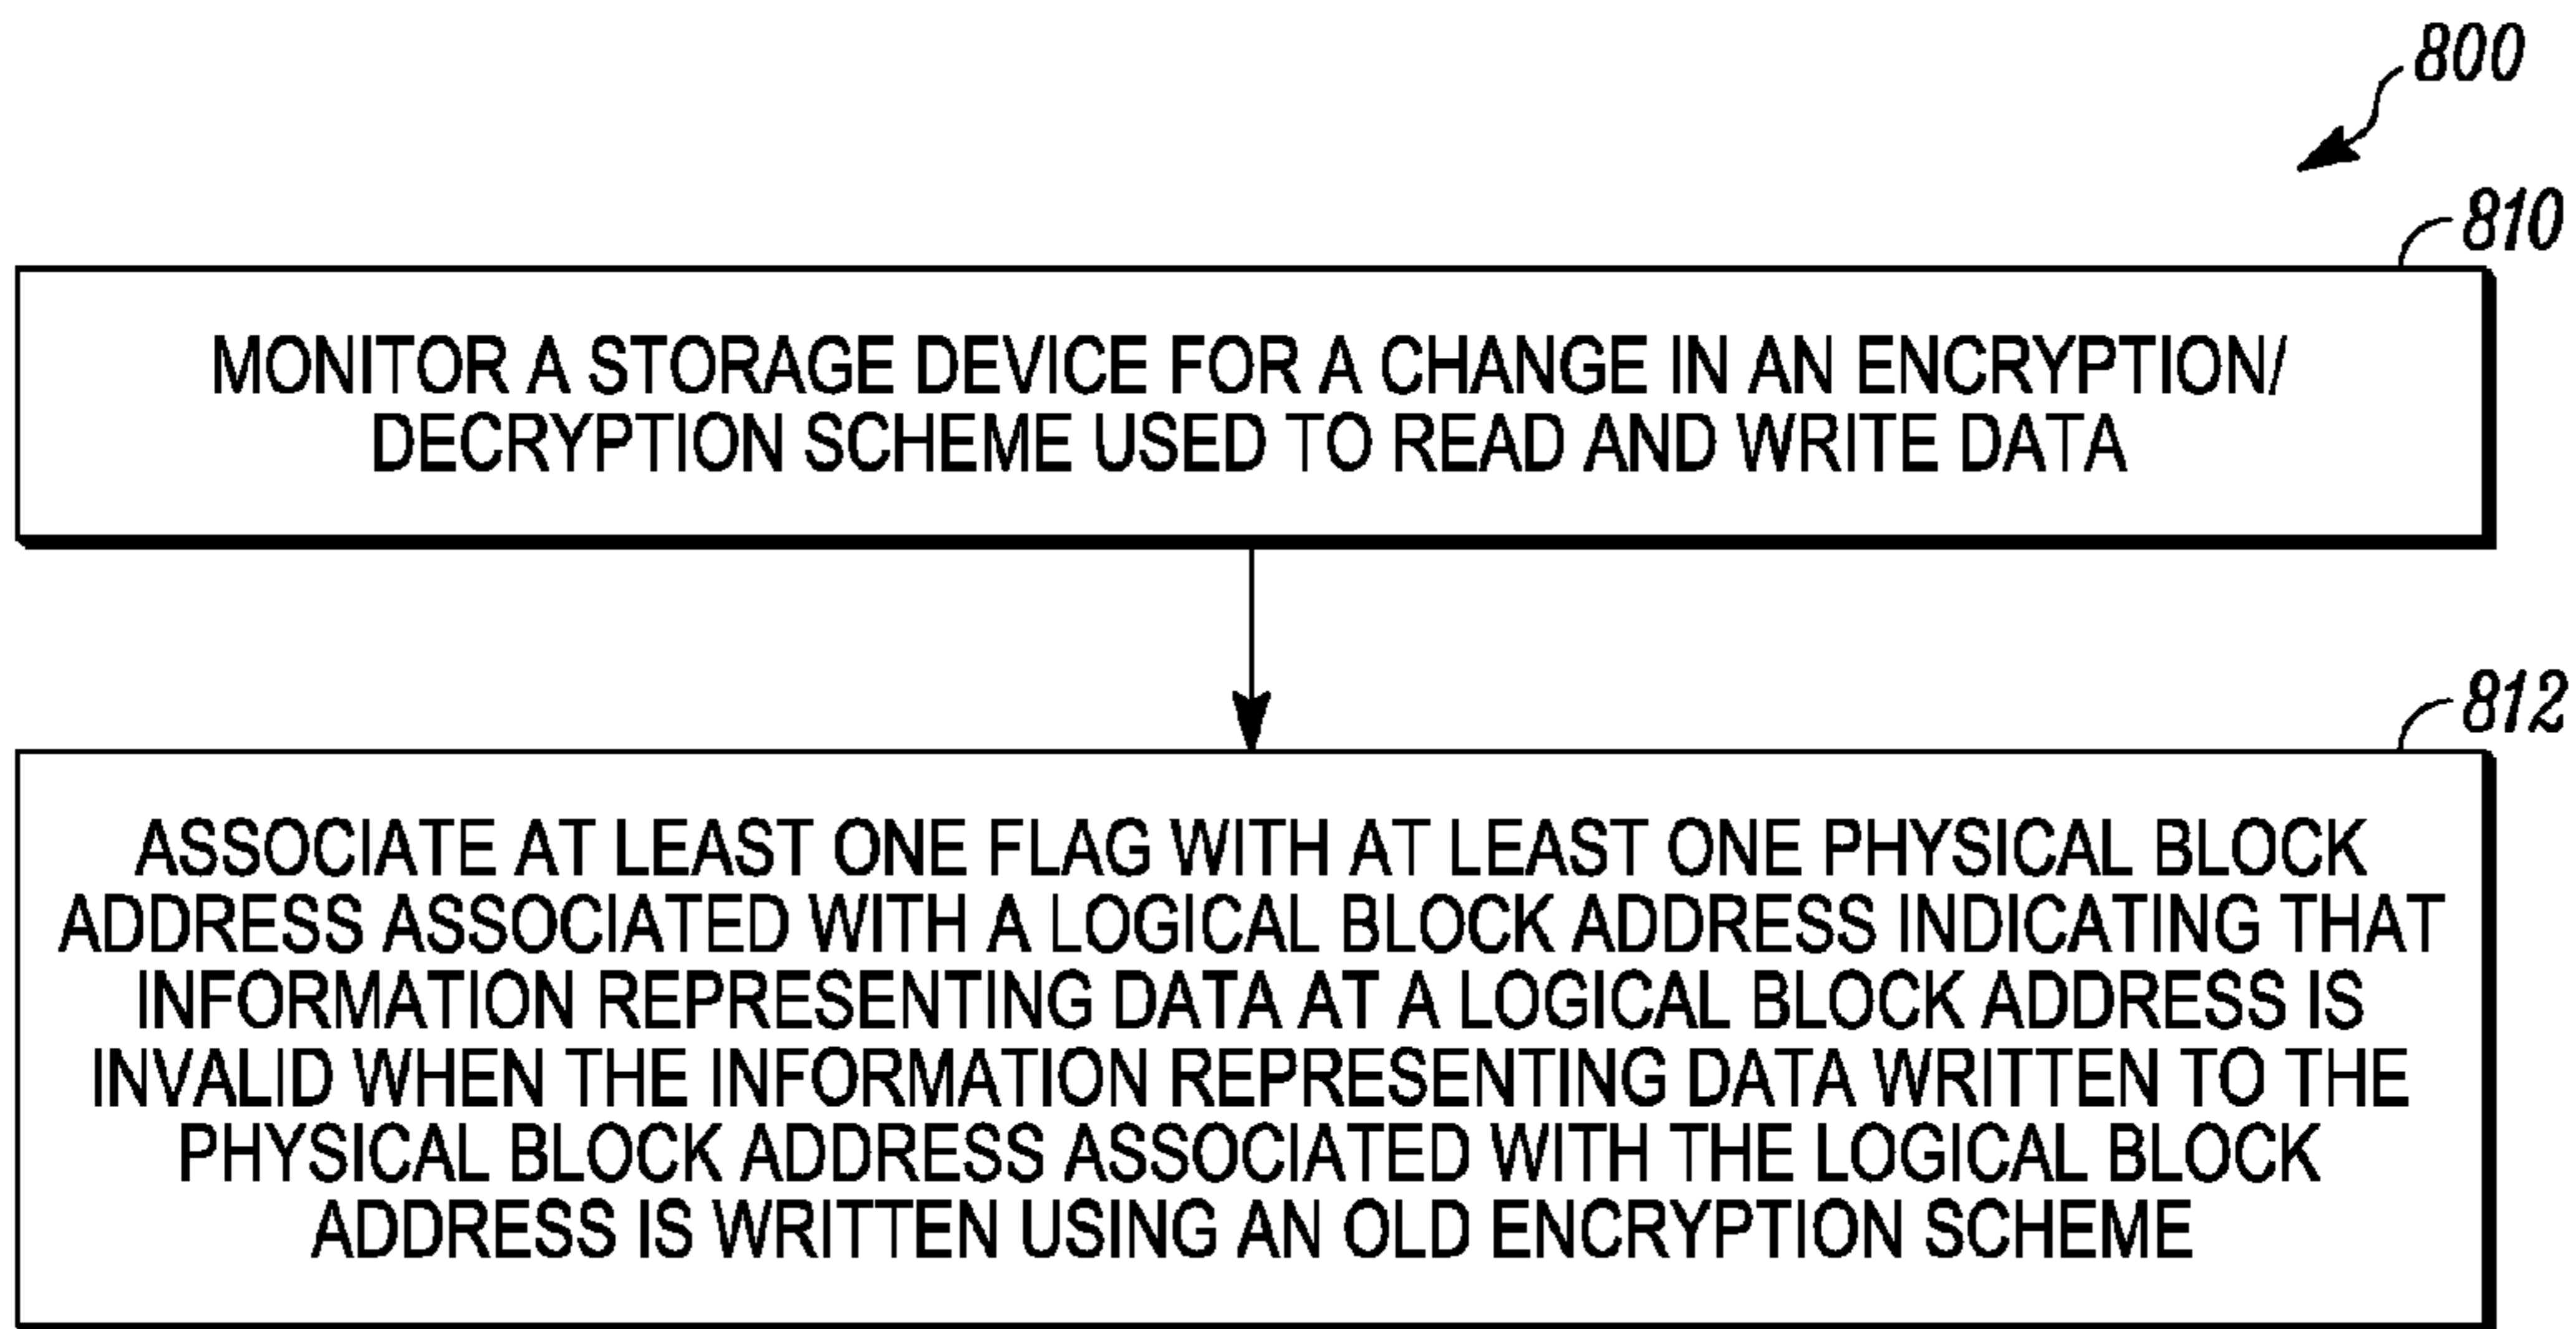 800
810
MONITOR A STORAGE DEVICE FOR A CHANGE IN AN ENCRYPTION/
DECRYPTION SCHEME USED TO READ AND WRITE DATA
812
ASSOCIATE AT LEAST ONE FLAG WITH AT LEAST ONE PHYSICAL BLOCK
ADDRESS ASSOCIATED WITH A LOGICAL BLOCK ADDRESS INDICATING THAT
INFORMATION REPRESENTING DATA AT A LOGICAL BLOCK ADDRESS IS
INVALID WHEN THE INFORMATION REPRESENTING DATA WRITTEN TO THE
PHYSICAL BLOCK ADDRESS ASSOCIATED WITH THE LOGICAL BLOCK
ADDRESS IS WRITTEN USING AN OLD ENCRYPTION SCHEME